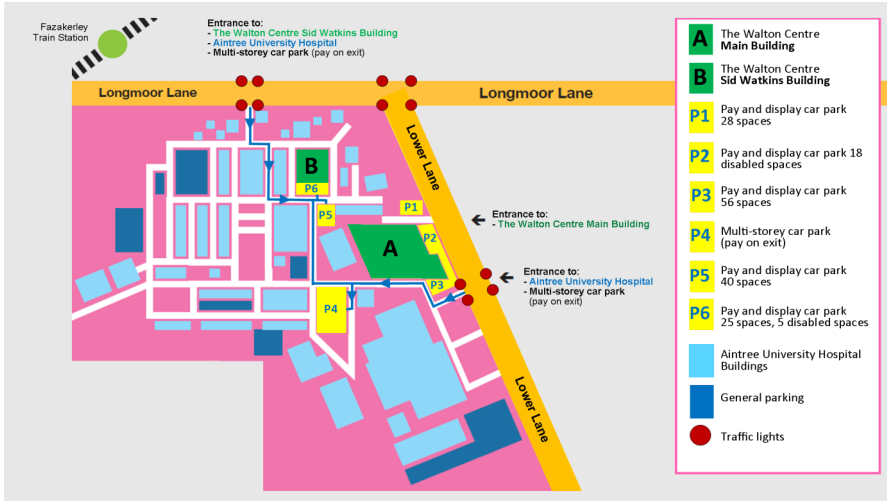 Fazakerley
Train Station
Entrance to:
- The Walton Centre Sid Watkins Building
- Aintree University Hospital
- Multi-storey car park (pay on exit)
Longmoor Lane
Longmoor Lane
Lower Lane
B
P6
P5
P1
P2
A
P3
P4
Entrance to:
- The Walton Centre Main Building
Entrance to:
- Aintree University Hospital
- Multi-storey car park
(pay on exit)
Lower Lane
A
The Walton Centre
Main Building
B
The Walton Centre
Sid Watkins Building
P1
Pay and display car park
28 spaces
P2
Pay and display car park 18
disabled spaces
P3
Pay and display car park
56 spaces
P4
Multi-storey car park
(pay on exit)
P5
Pay and display car park
40 spaces
P6
Pay and display car park
25 spaces, 5 disabled spaces
Aintree University Hospital
Buildings
General parking
Traffic lights